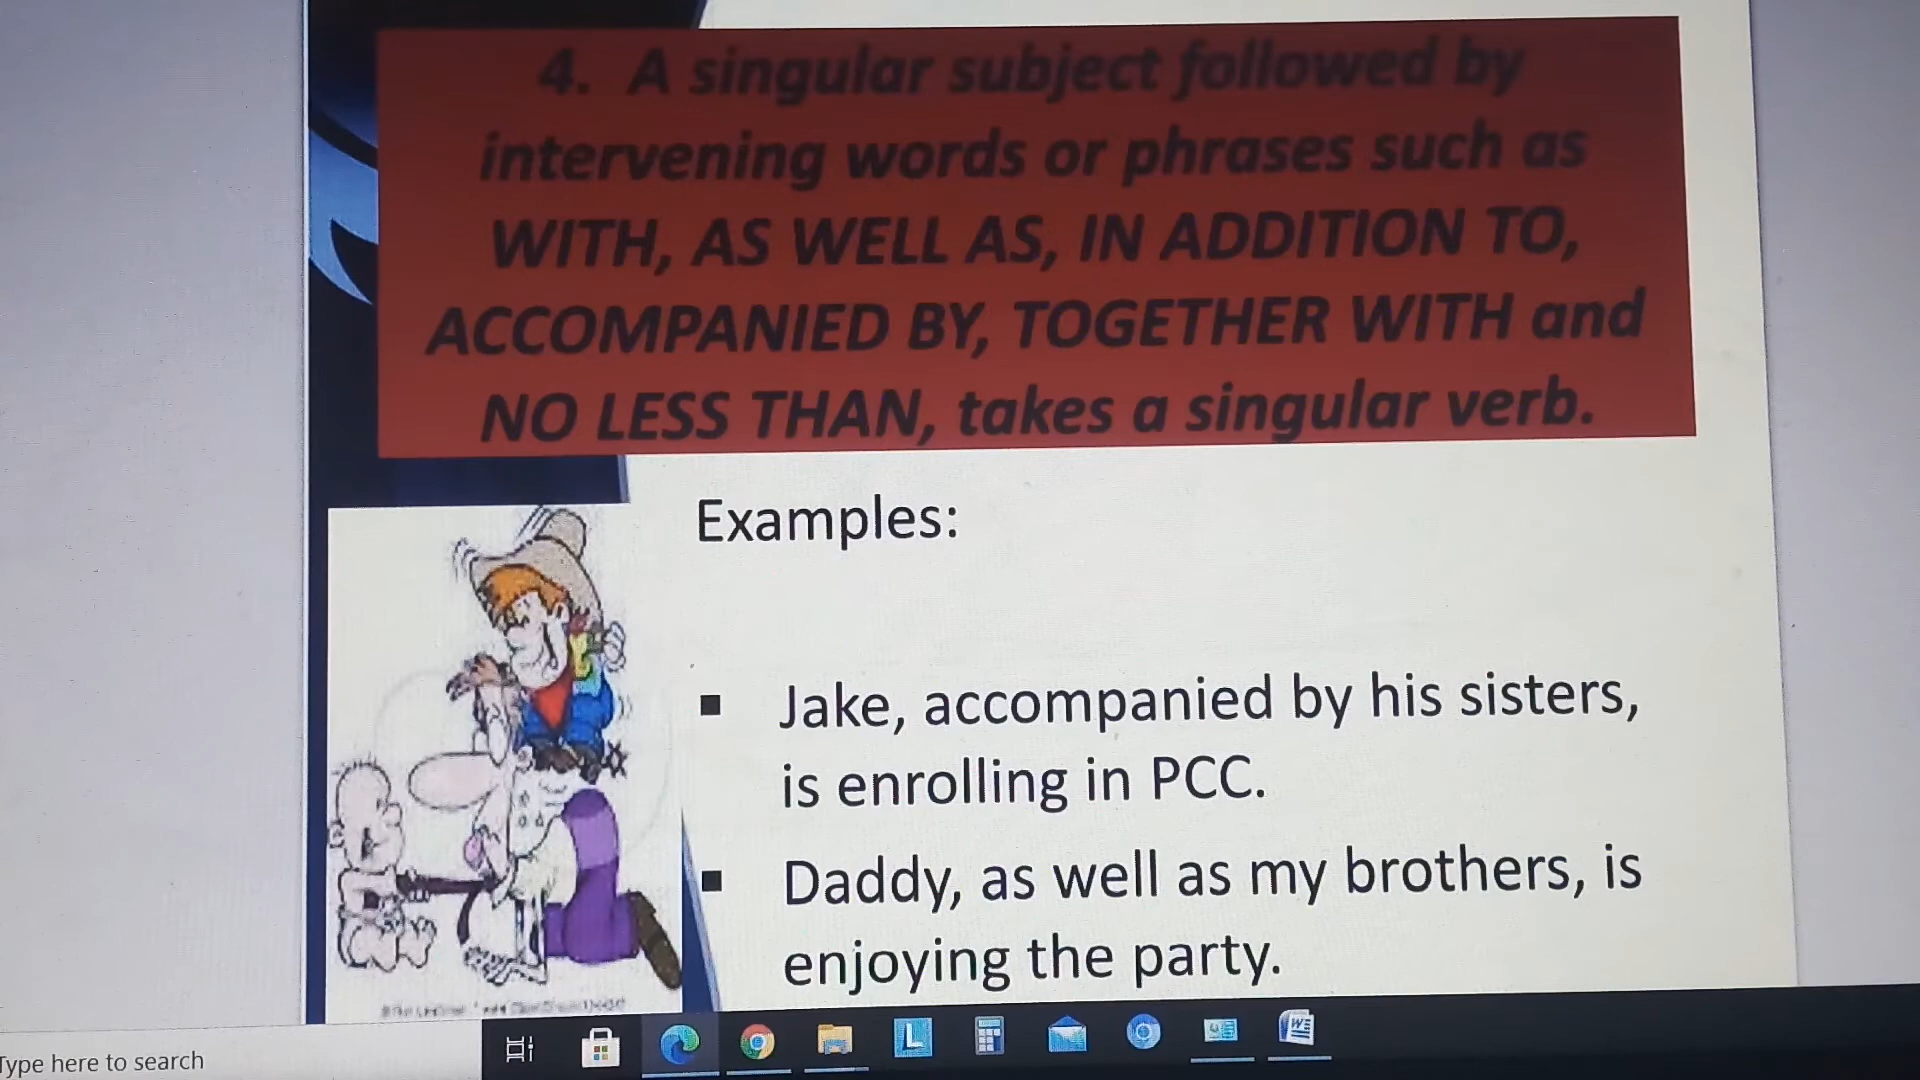 4. A singular subject followed by
intervening words or phrases such as
WITH, AS WELL AS, IN ADDITION TO,
ACCOMPANIED BY, TOGETHER WITH and
NO LESS THAN, takes a singular verb.
Examples:
▪ Jake, accompanied by his sisters,
is enrolling in PCC.
▪ Daddy, as well as my brothers, is
enjoying the party.
Type here to search
L
W